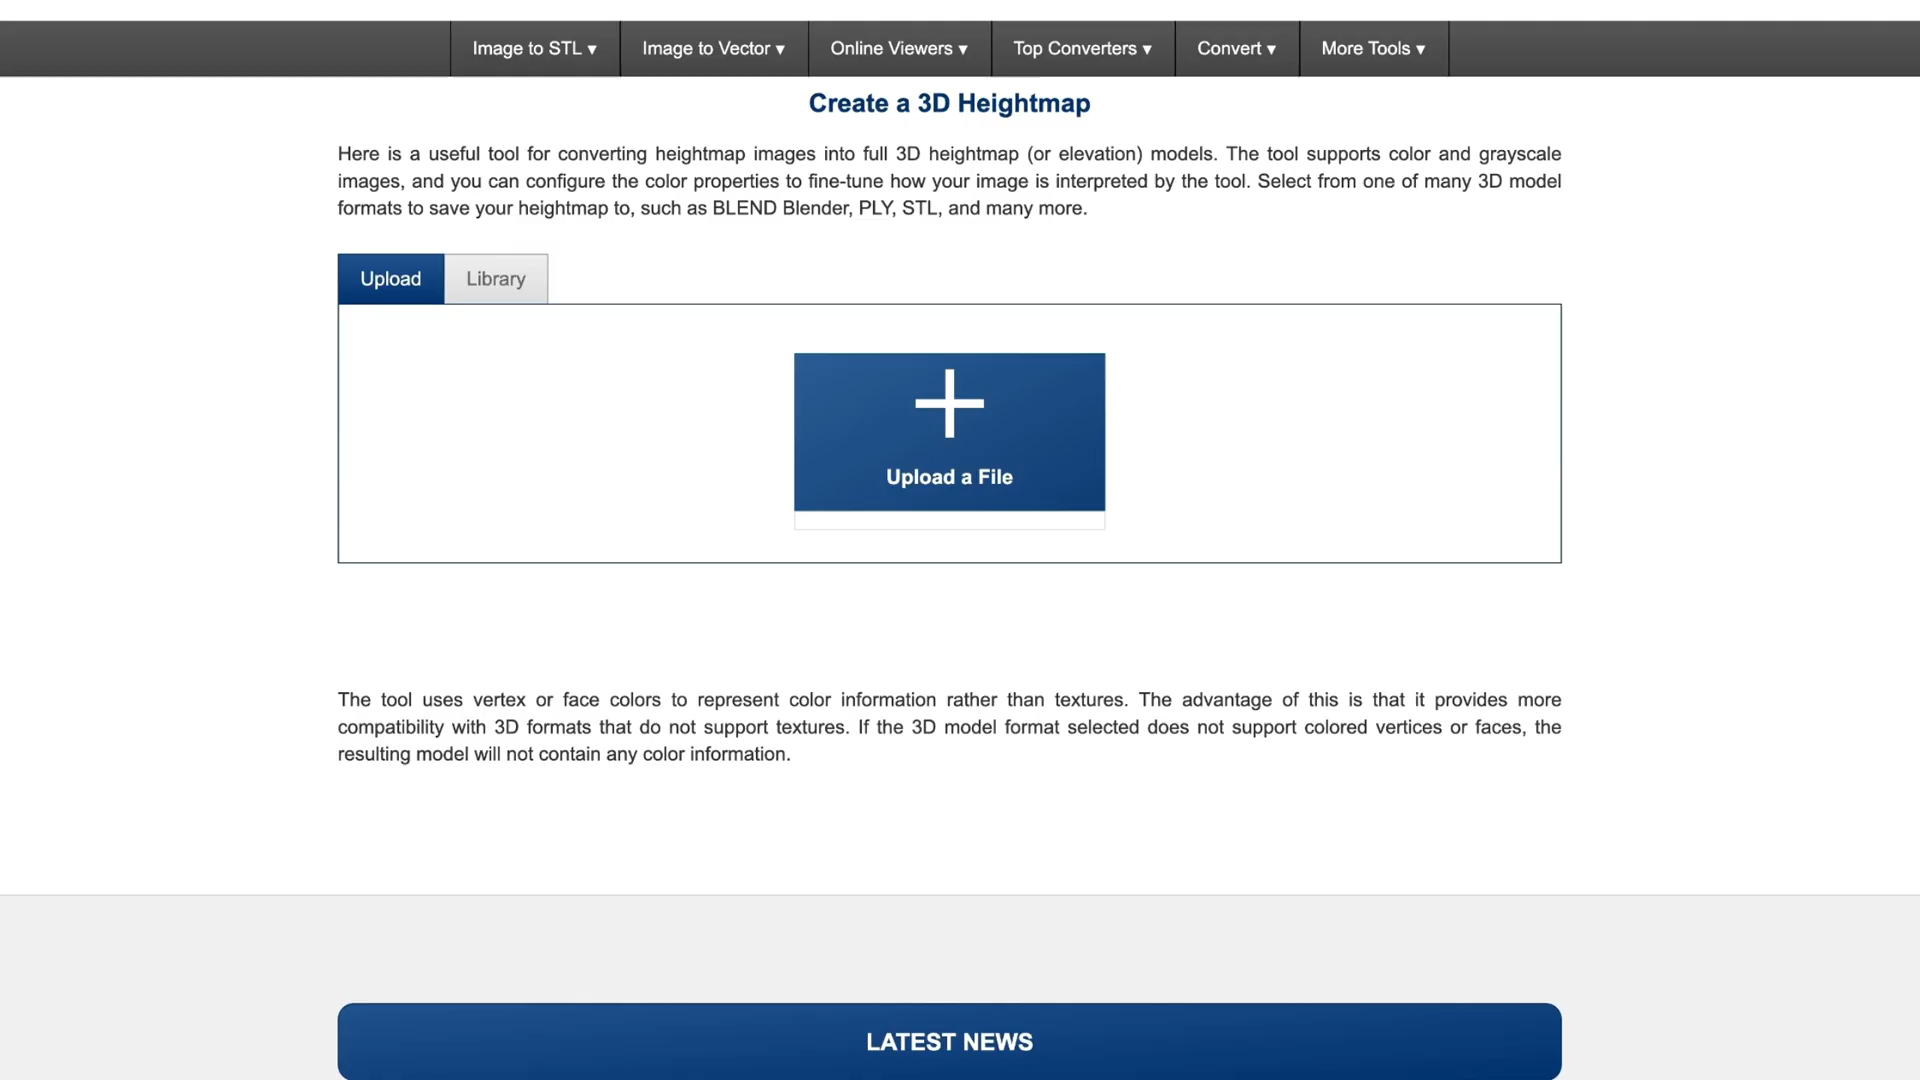 Image to STL ▾ Image to Vector ▾ Online Viewers ▾ Top Converters ▾ Convert ▾ More Tools ▾
Create a 3D Heightmap
Here is a useful tool for converting heightmap images into full 3D heightmap (or elevation) models. The tool supports color and grayscale
images, and you can configure the color properties to fine-tune how your image is interpreted by the tool. Select from one of many 3D model
formats to save your heightmap to, such as BLEND Blender, PLY, STL, and many more.
Upload Library
Upload a File
The tool uses vertex or face colors to represent color information rather than textures. The advantage of this is that it provides more
compatibility with 3D formats that do not support textures. If the 3D model format selected does not support colored vertices or faces, the
resulting model will not contain any color information.
LATEST NEWS